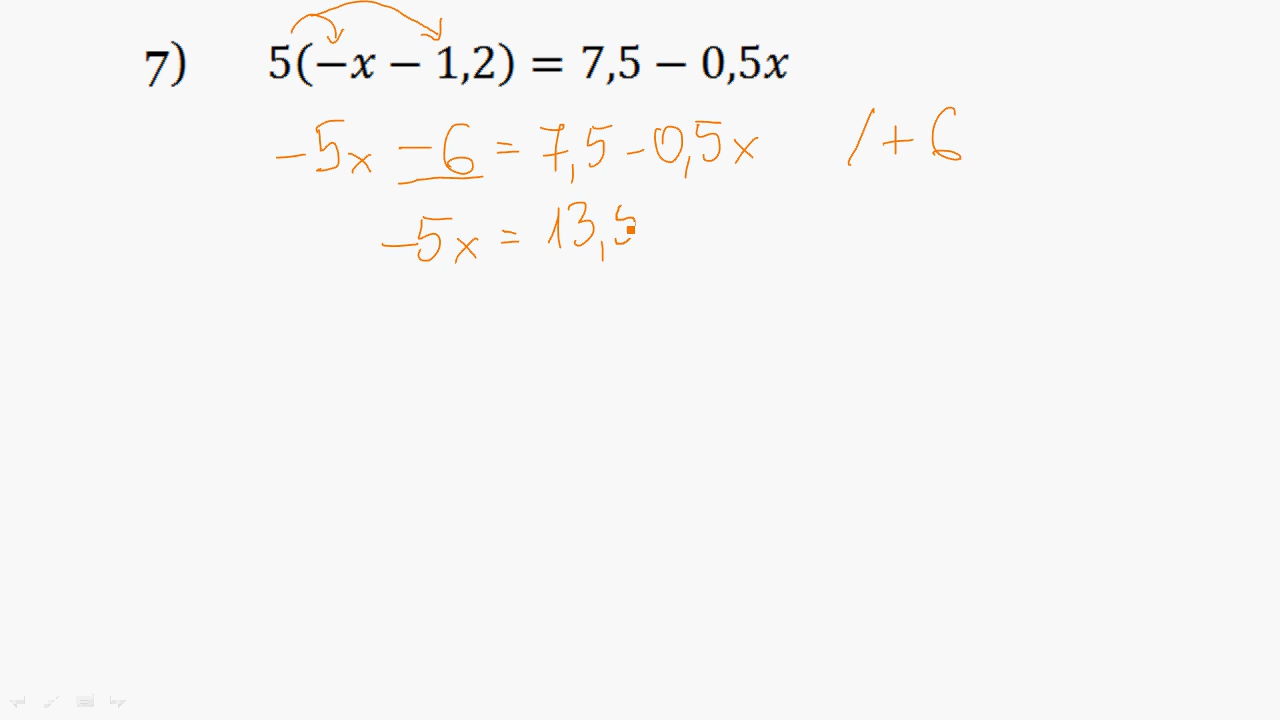 7) 5(−x − 1,2) = 7,5 − 0,5x
−5x −6 = 7,5 −0,5x /+6
−5x = 13,5